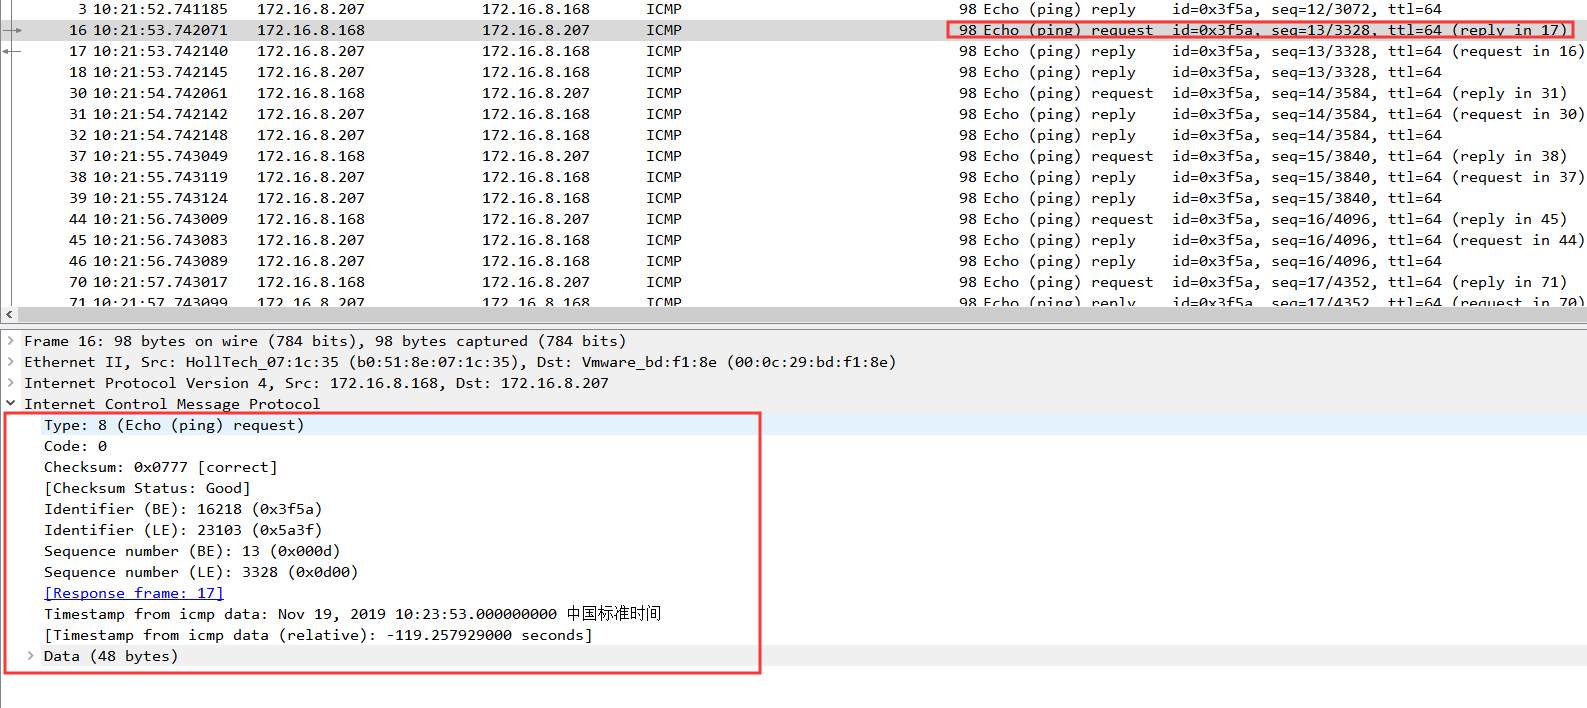 3 10:21:52.741185 172.16.8.207 172.16.8.168 ICMP 98 Echo (ping) reply id=0x3f5a, seq=12/3072, ttl=64
16 10:21:53.742071 172.16.8.168 172.16.8.207 ICMP 98 Echo (ping) request id=0x3f5a, seq=13/3328, ttl=64 (reply in 17)
17 10:21:53.742140 172.16.8.207 172.16.8.168 ICMP 98 Echo (ping) reply id=0x3f5a, seq=13/3328, ttl=64 (request in 16)
18 10:21:53.742145 172.16.8.207 172.16.8.168 ICMP 98 Echo (ping) reply id=0x3f5a, seq=13/3328, ttl=64
30 10:21:54.742061 172.16.8.168 172.16.8.207 ICMP 98 Echo (ping) request id=0x3f5a, seq=14/3584, ttl=64 (reply in 31)
31 10:21:54.742142 172.16.8.207 172.16.8.168 ICMP 98 Echo (ping) reply id=0x3f5a, seq=14/3584, ttl=64 (request in 30)
32 10:21:54.742148 172.16.8.207 172.16.8.168 ICMP 98 Echo (ping) reply id=0x3f5a, seq=14/3584, ttl=64
37 10:21:55.743049 172.16.8.168 172.16.8.207 ICMP 98 Echo (ping) request id=0x3f5a, seq=15/3840, ttl=64 (reply in 38)
38 10:21:55.743119 172.16.8.207 172.16.8.168 ICMP 98 Echo (ping) reply id=0x3f5a, seq=15/3840, ttl=64 (request in 37)
39 10:21:55.743124 172.16.8.207 172.16.8.168 ICMP 98 Echo (ping) reply id=0x3f5a, seq=15/3840, ttl=64
44 10:21:56.743009 172.16.8.168 172.16.8.207 ICMP 98 Echo (ping) request id=0x3f5a, seq=16/4096, ttl=64 (reply in 45)
45 10:21:56.743083 172.16.8.207 172.16.8.168 ICMP 98 Echo (ping) reply id=0x3f5a, seq=16/4096, ttl=64 (request in 44)
46 10:21:56.743089 172.16.8.207 172.16.8.168 ICMP 98 Echo (ping) reply id=0x3f5a, seq=16/4096, ttl=64
70 10:21:57.743017 172.16.8.168 172.16.8.207 ICMP 98 Echo (ping) request id=0x3f5a, seq=17/4352, ttl=64 (reply in 71)
71 10:21:57.743099 172.16.8.207 172.16.8.168 ICMP 98 Echo (ping) reply id=0x3f5a, seq=17/4352, ttl=64 (request in 70)
Frame 16: 98 bytes on wire (784 bits), 98 bytes captured (784 bits)
Ethernet II, Src: HollTech_07:1c:35 (b0:51:8e:07:1c:35), Dst: Vmware_bd:f1:8e (00:0c:29:bd:f1:8e)
Internet Protocol Version 4, Src: 172.16.8.168, Dst: 172.16.8.207
Internet Control Message Protocol
Type: 8 (Echo (ping) request)
Code: 0
Checksum: 0x0777 [correct]
[Checksum Status: Good]
Identifier (BE): 16218 (0x3f5a)
Identifier (LE): 23103 (0x5a3f)
Sequence number (BE): 13 (0x000d)
Sequence number (LE): 3328 (0x0d00)
[Response frame: 17]
Timestamp from icmp data: Nov 19, 2019 10:23:53.000000000 中国标准时间
[Timestamp from icmp data (relative): -119.257929000 seconds]
Data (48 bytes)